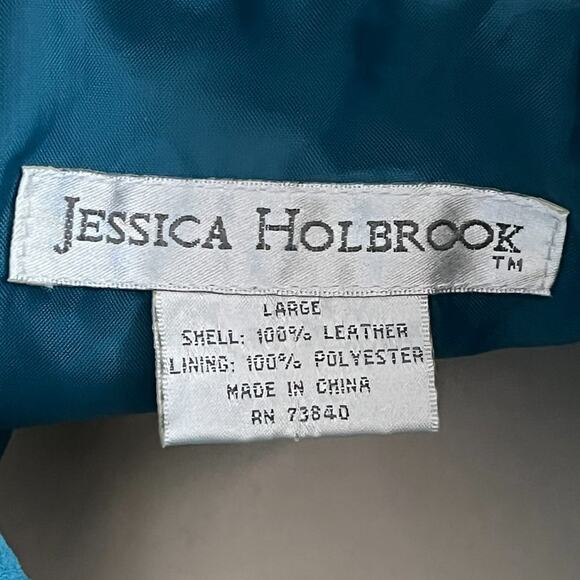 JESSICA HOLBROOK TM
LARGE
SHELL: 100% LEATHER
LINING: 100% POLYESTER
MADE IN CHINA
RN 73840